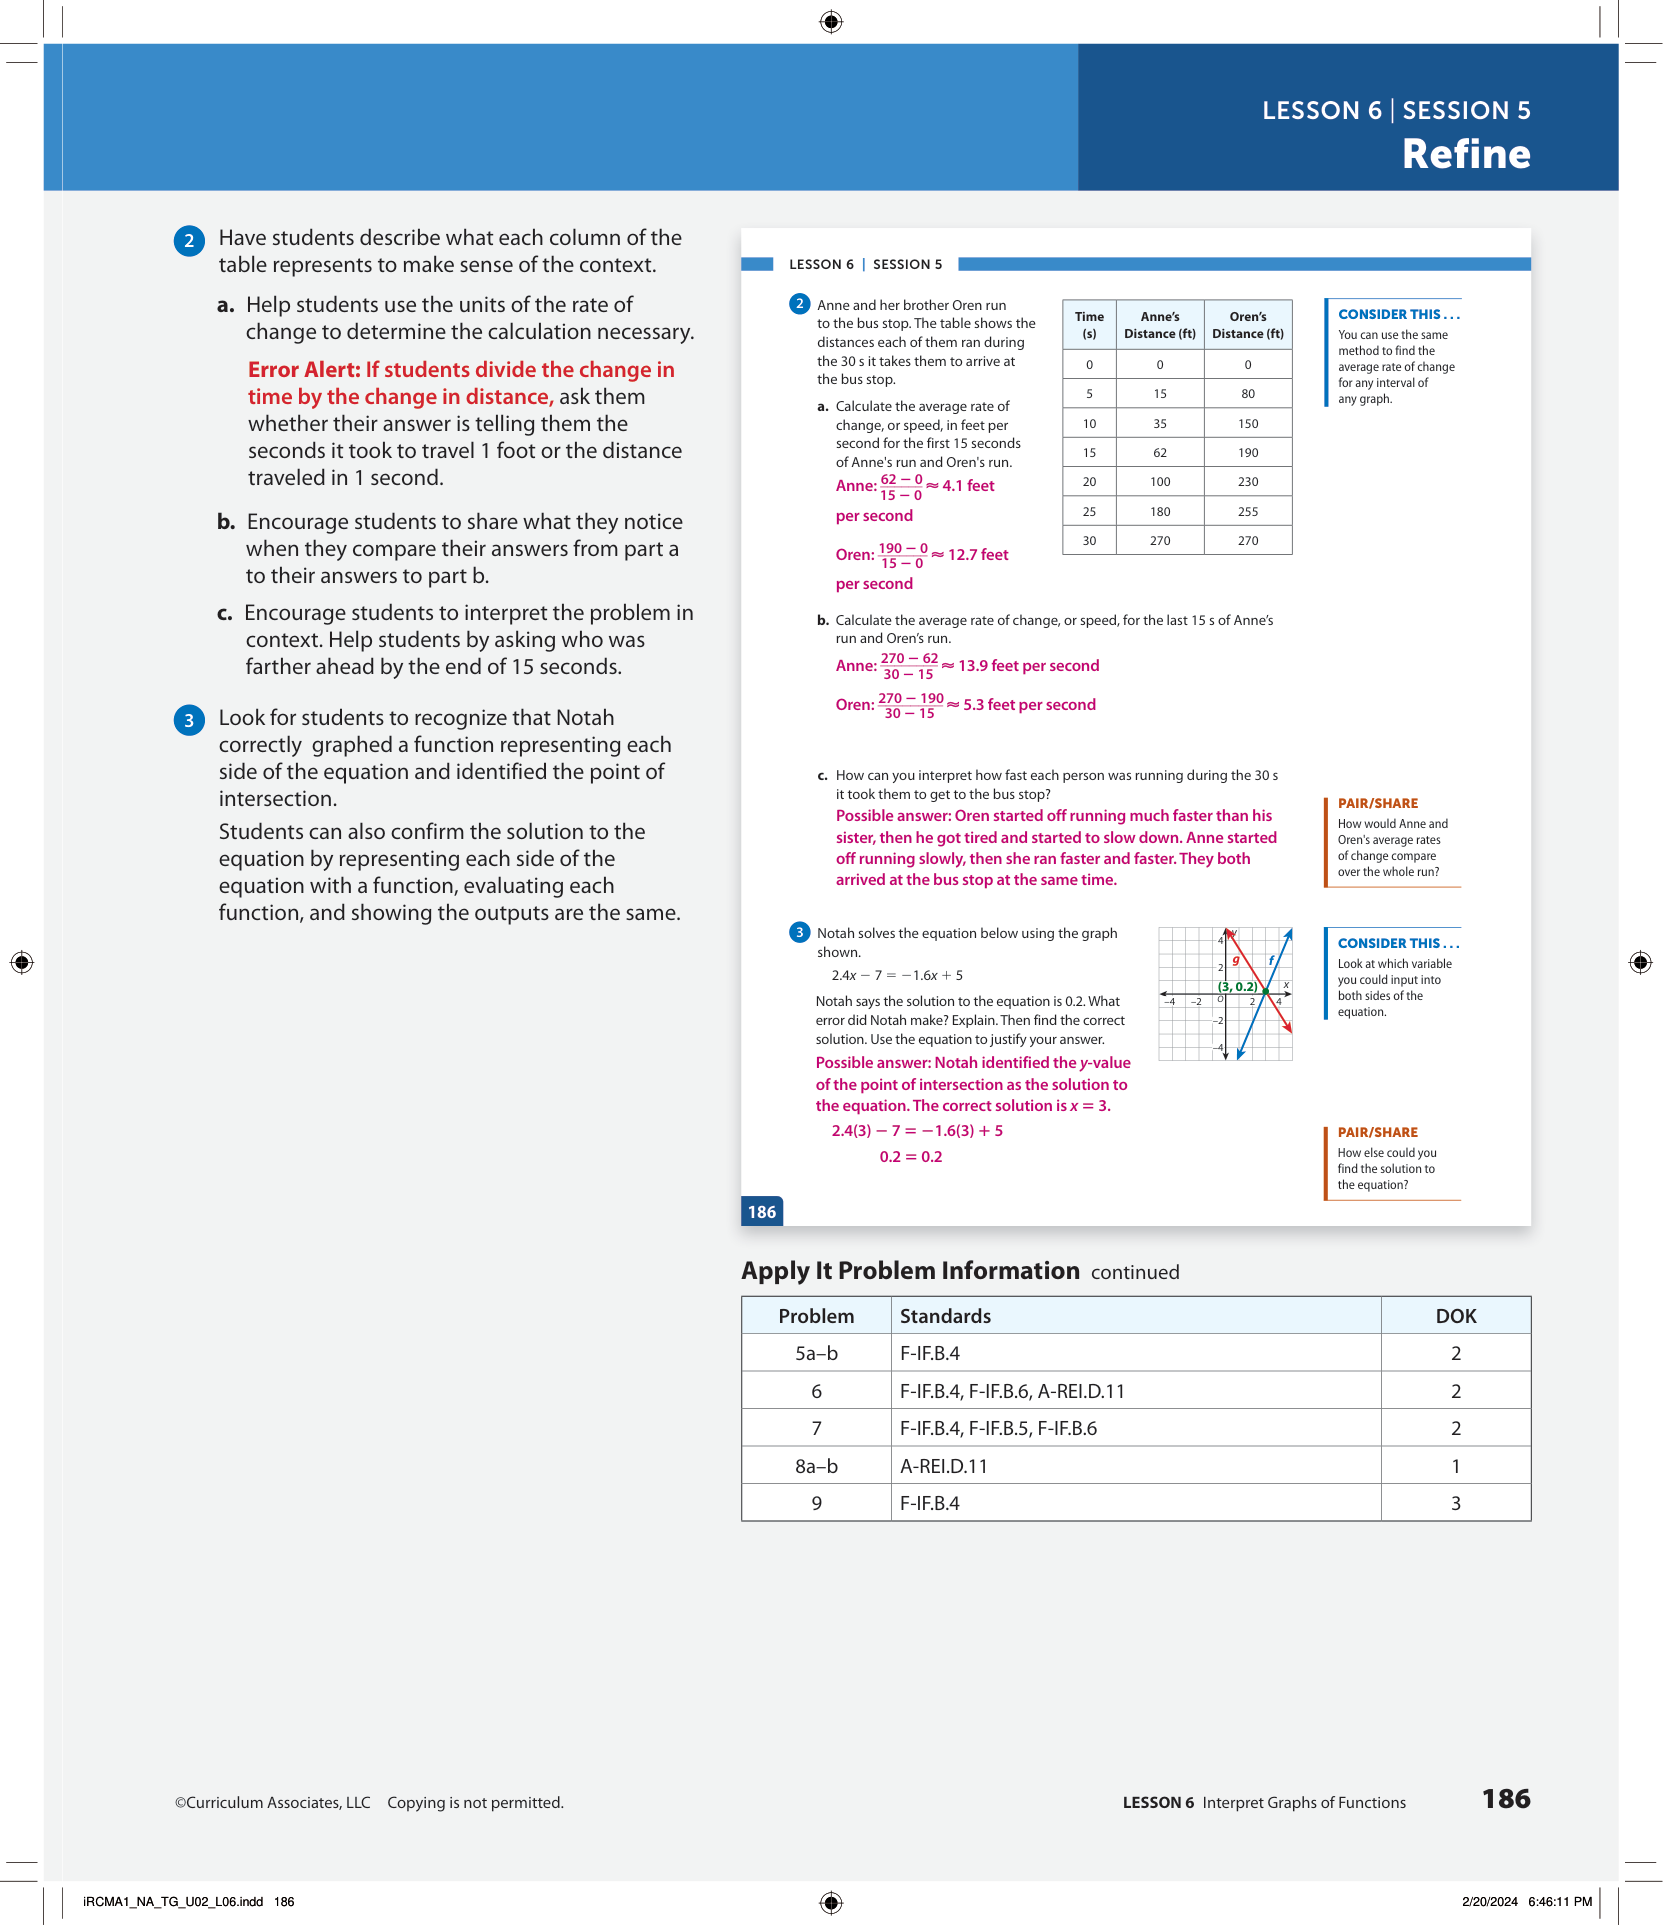 LESSON 6 | SESSION 5
Refine
2 Have students describe what each column of the
table represents to make sense of the context.
a. Help students use the units of the rate of
change to determine the calculation necessary.
Error Alert: If students divide the change in
time by the change in distance, ask them
whether their answer is telling them the
seconds it took to travel 1 foot or the distance
traveled in 1 second.
b. Encourage students to share what they notice
when they compare their answers from part a
to their answers to part b.
c. Encourage students to interpret the problem in
context. Help students by asking who was
farther ahead by the end of 15 seconds.
3 Look for students to recognize that Notah
correctly graphed a function representing each
side of the equation and identified the point of
intersection.
Students can also confirm the solution to the
equation by representing each side of the
equation with a function, evaluating each
function, and showing the outputs are the same.
LESSON 6 | SESSION 5
2 Anne and her brother Oren run
to the bus stop. The table shows the
distances each of them ran during
the 30 s it takes them to arrive at
the bus stop.
a. Calculate the average rate of
change, or speed, in feet per
second for the first 15 seconds
of Anne's run and Oren's run.
Anne: 62 − 0 / 15 − 0 ≈ 4.1 feet
per second
Oren: 190 − 0 / 15 − 0 ≈ 12.7 feet
per second
Time (s) Anne's Distance (ft) Oren's Distance (ft)
0 0 0
5 15 80
10 35 150
15 62 190
20 100 230
25 180 255
30 270 270
CONSIDER THIS . . .
You can use the same
method to find the
average rate of change
for any interval of
any graph.
b. Calculate the average rate of change, or speed, for the last 15 s of Anne's
run and Oren's run.
Anne: 270 − 62 / 30 − 15 ≈ 13.9 feet per second
Oren: 270 − 190 / 30 − 15 ≈ 5.3 feet per second
c. How can you interpret how fast each person was running during the 30 s
it took them to get to the bus stop?
Possible answer: Oren started off running much faster than his
sister, then he got tired and started to slow down. Anne started
off running slowly, then she ran faster and faster. They both
arrived at the bus stop at the same time.
PAIR/SHARE
How would Anne and
Oren's average rates
of change compare
over the whole run?
3 Notah solves the equation below using the graph
shown.
2.4x − 7 = −1.6x + 5
Notah says the solution to the equation is 0.2. What
error did Notah make? Explain. Then find the correct
solution. Use the equation to justify your answer.
Possible answer: Notah identified the y-value
of the point of intersection as the solution to
the equation. The correct solution is x = 3.
2.4(3) − 7 = −1.6(3) + 5
0.2 = 0.2
y
4
g f
2
(3, 0.2) x
−4 −2 O 2 4
−2
−4
CONSIDER THIS . . .
Look at which variable
you could input into
both sides of the
equation.
PAIR/SHARE
How else could you
find the solution to
the equation?
186
Apply It Problem Information continued
Problem Standards DOK
5a–b F-IF.B.4 2
6 F-IF.B.4, F-IF.B.6, A-REI.D.11 2
7 F-IF.B.4, F-IF.B.5, F-IF.B.6 2
8a–b A-REI.D.11 1
9 F-IF.B.4 3
©Curriculum Associates, LLC Copying is not permitted.
LESSON 6 Interpret Graphs of Functions 186
iRCMA1_NA_TG_U02_L06.indd 186
2/20/2024 6:46:11 PM